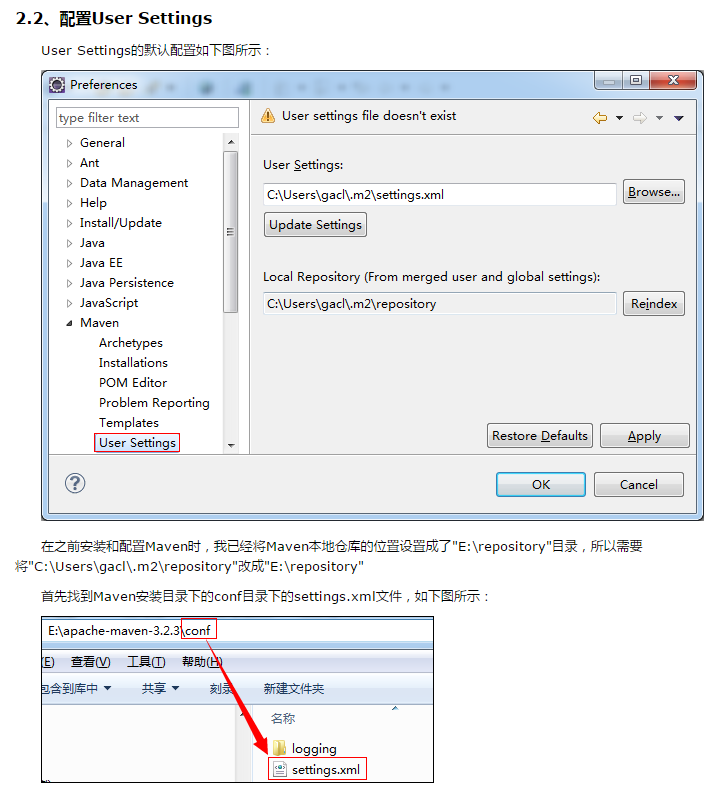 2.2、配置User Settings
User Settings的默认配置如下图所示：
Preferences
type filter text
User settings file doesn't exist
General
Ant
Data Management
Help
Install/Update
Java
Java EE
Java Persistence
JavaScript
Maven
Archetypes
Installations
POM Editor
Problem Reporting
Templates
User Settings
User Settings:
C:\Users\gacl\.m2\settings.xml
Browse...
Update Settings
Local Repository (From merged user and global settings):
C:\Users\gacl\.m2\repository
Reindex
Restore Defaults
Apply
?
OK
Cancel
在之前安装和配置Maven时，我已经将Maven本地仓库的位置设置成了"E:\repository"目录，所以需要
将"C:\Users\gacl\.m2\repository"改成"E:\repository"
首先找到Maven安装目录下的conf目录下的settings.xml文件，如下图所示：
E:\apache-maven-3.2.3\conf
(E) 查看(V) 工具(T) 帮助(H)
包含到库中 共享 刻录 新建文件夹
名称
logging
settings.xml